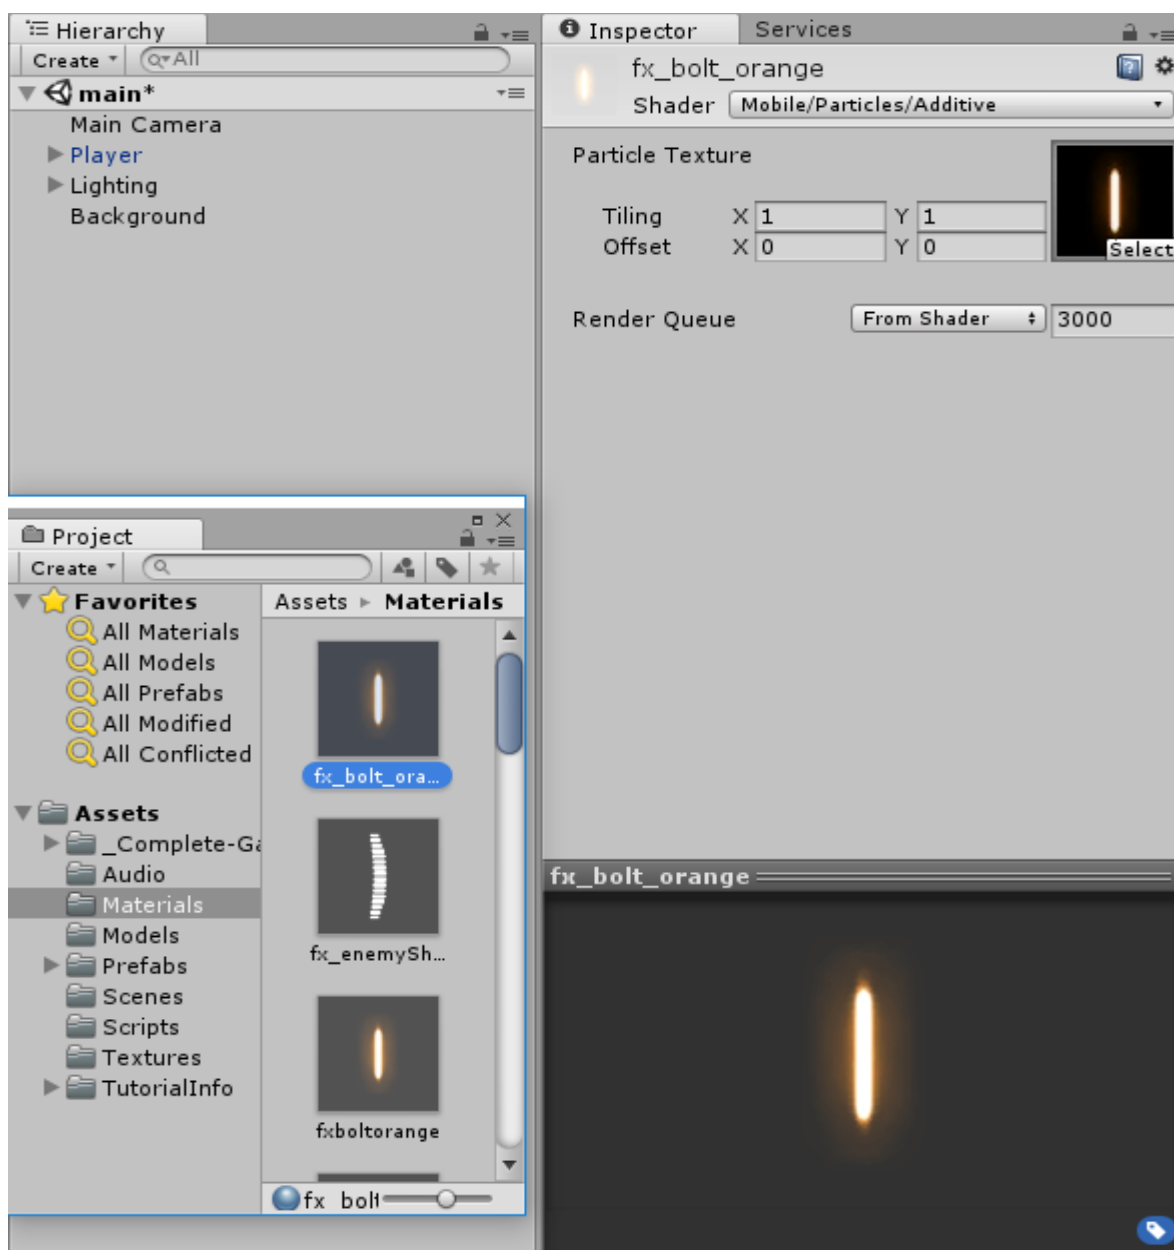 Hierarchy
Create
All
main*
Main Camera
Player
Lighting
Background
Inspector Services
fx_bolt_orange
Shader Mobile/Particles/Additive
Particle Texture
Tiling X 1 Y 1
Offset X 0 Y 0
Select
Render Queue From Shader 3000
Project
Create
Favorites
All Materials
All Models
All Prefabs
All Modified
All Conflicted
Assets
_Complete-Ga
Audio
Materials
Models
Prefabs
Scenes
Scripts
Textures
TutorialInfo
Assets ▸ Materials
fx_bolt_ora...
fx_enemySh...
fxboltorange
fx_bolt
fx_bolt_orange